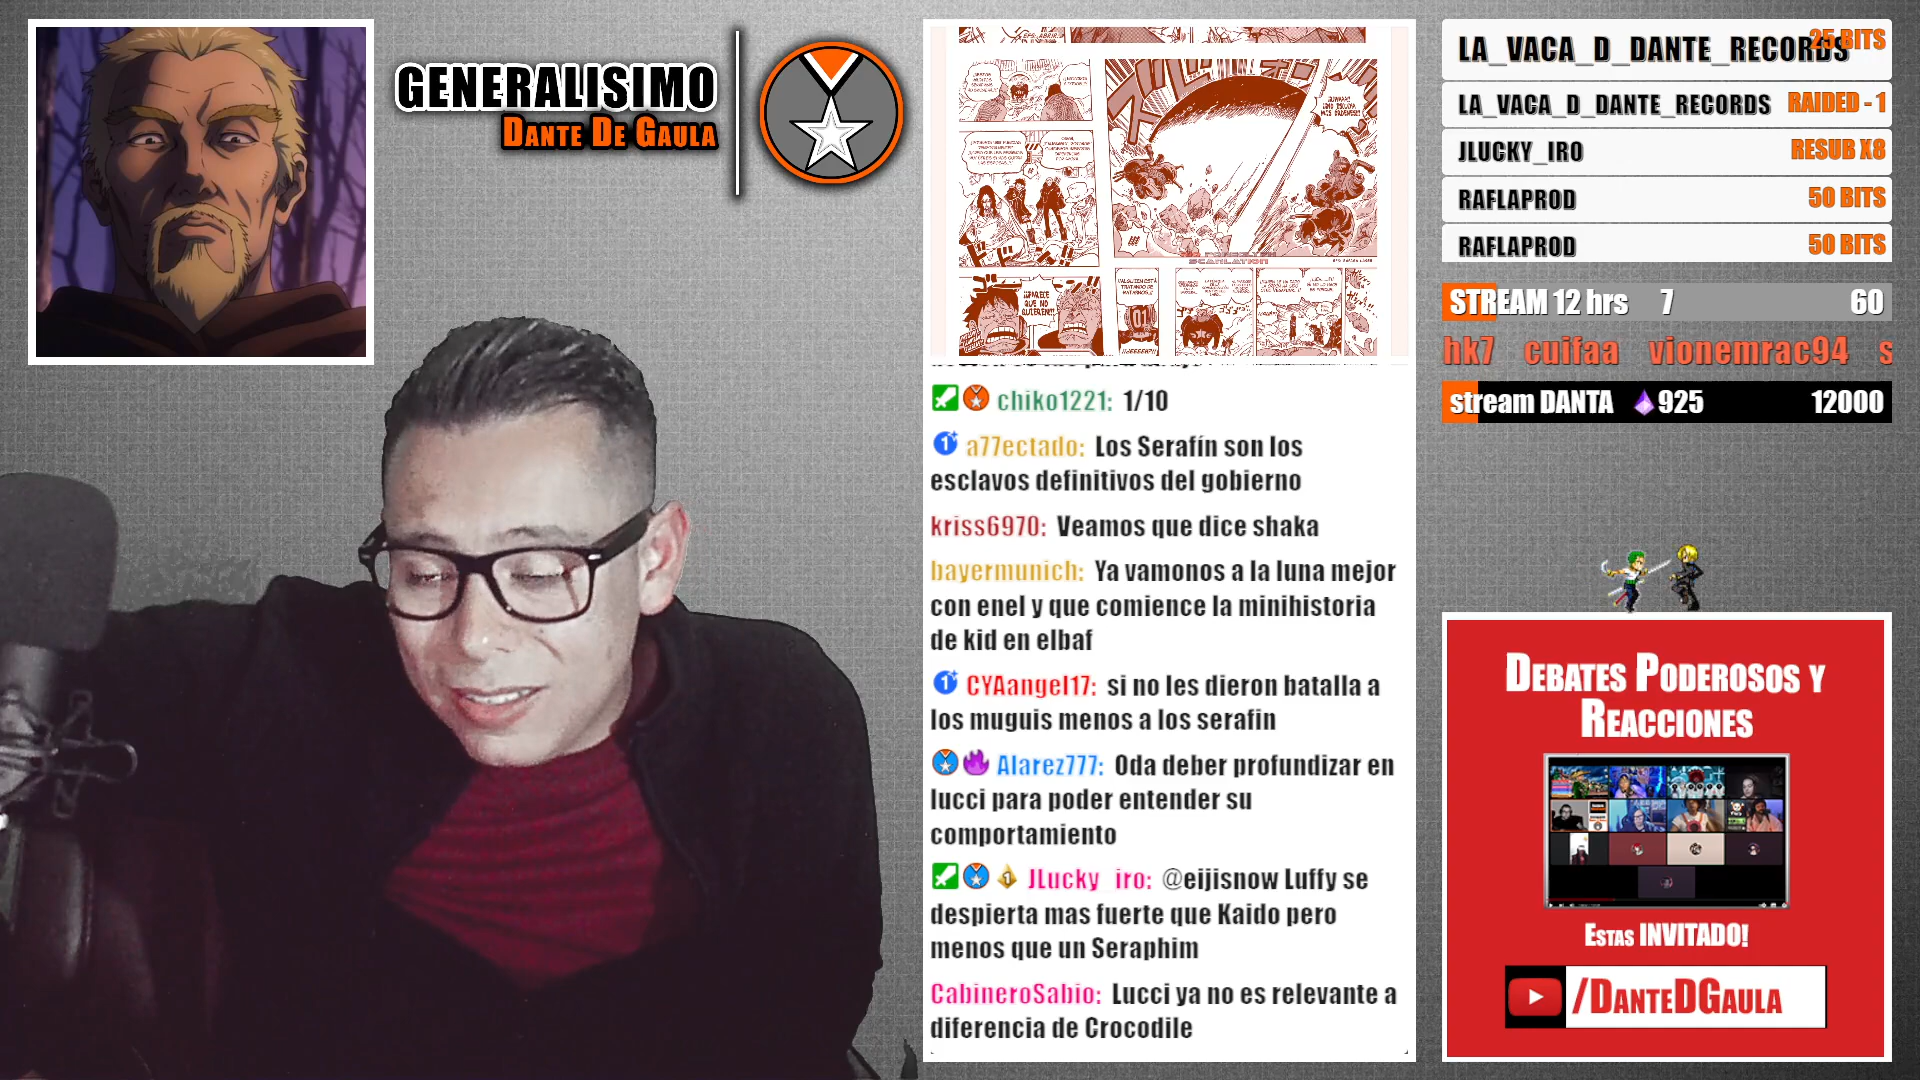 GENERALISIMO
DANTE DE GAULA
¡¡¡PARECE
QUE NO
QUIEREN!!!
01
SCANLATION
chiko1221: 1/10
a77ectado: Los Serafín son los
esclavos definitivos del gobierno
kriss6970: Veamos que dice shaka
bayermunich: Ya vamonos a la luna mejor
con enel y que comience la minihistoria
de kid en elbaf
CYAangel17: si no les dieron batalla a
los muguis menos a los serafin
Alarez777: Oda deber profundizar en
lucci para poder entender su
comportamiento
JLucky_iro: @eijisnow Luffy se
despierta mas fuerte que Kaido pero
menos que un Seraphim
CabineroSabio: Lucci ya no es relevante a
diferencia de Crocodile
LA_VACA_D_DANTE_RECORDS 25 BITS
LA_VACA_D_DANTE_RECORDS RAIDED - 1
JLUCKY_IRO RESUB X8
RAFLAPROD 50 BITS
RAFLAPROD 50 BITS
STREAM 12 hrs 7 60
hk7 cuifaa vionemrac94 s
stream DANTA 925 12000
DEBATES PODEROSOS Y
REACCIONES
ESTAS INVITADO!
/DANTEDGAULA